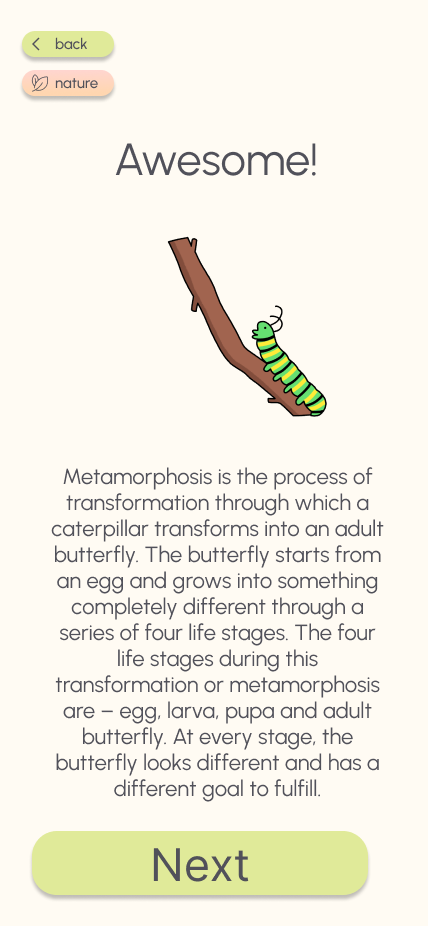 back
nature
Awesome!
Metamorphosis is the process of
transformation through which a
caterpillar transforms into an adult
butterfly. The butterfly starts from
an egg and grows into something
completely different through a
series of four life stages. The four
life stages during this
transformation or metamorphosis
are – egg, larva, pupa and adult
butterfly. At every stage, the
butterfly looks different and has a
different goal to fulfill.
Next